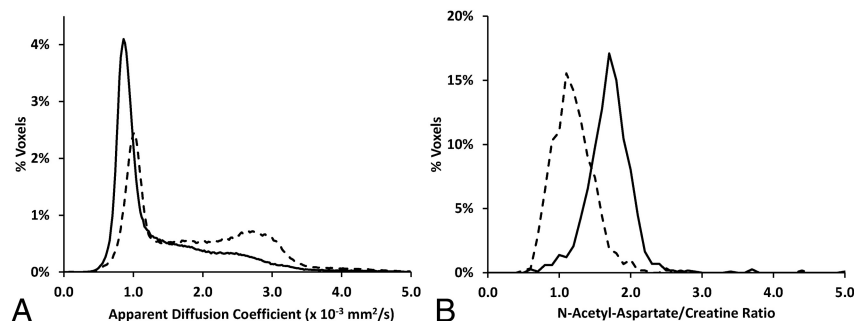 4%
3%
2%
1%
0%
% Voxels
0.0 1.0 2.0 3.0 4.0 5.0
Apparent Diffusion Coefficient (x 10⁻³ mm²/s)
A
20%
15%
10%
5%
0%
% Voxels
0.0 1.0 2.0 3.0 4.0 5.0
N-Acetyl-Aspartate/Creatine Ratio
B